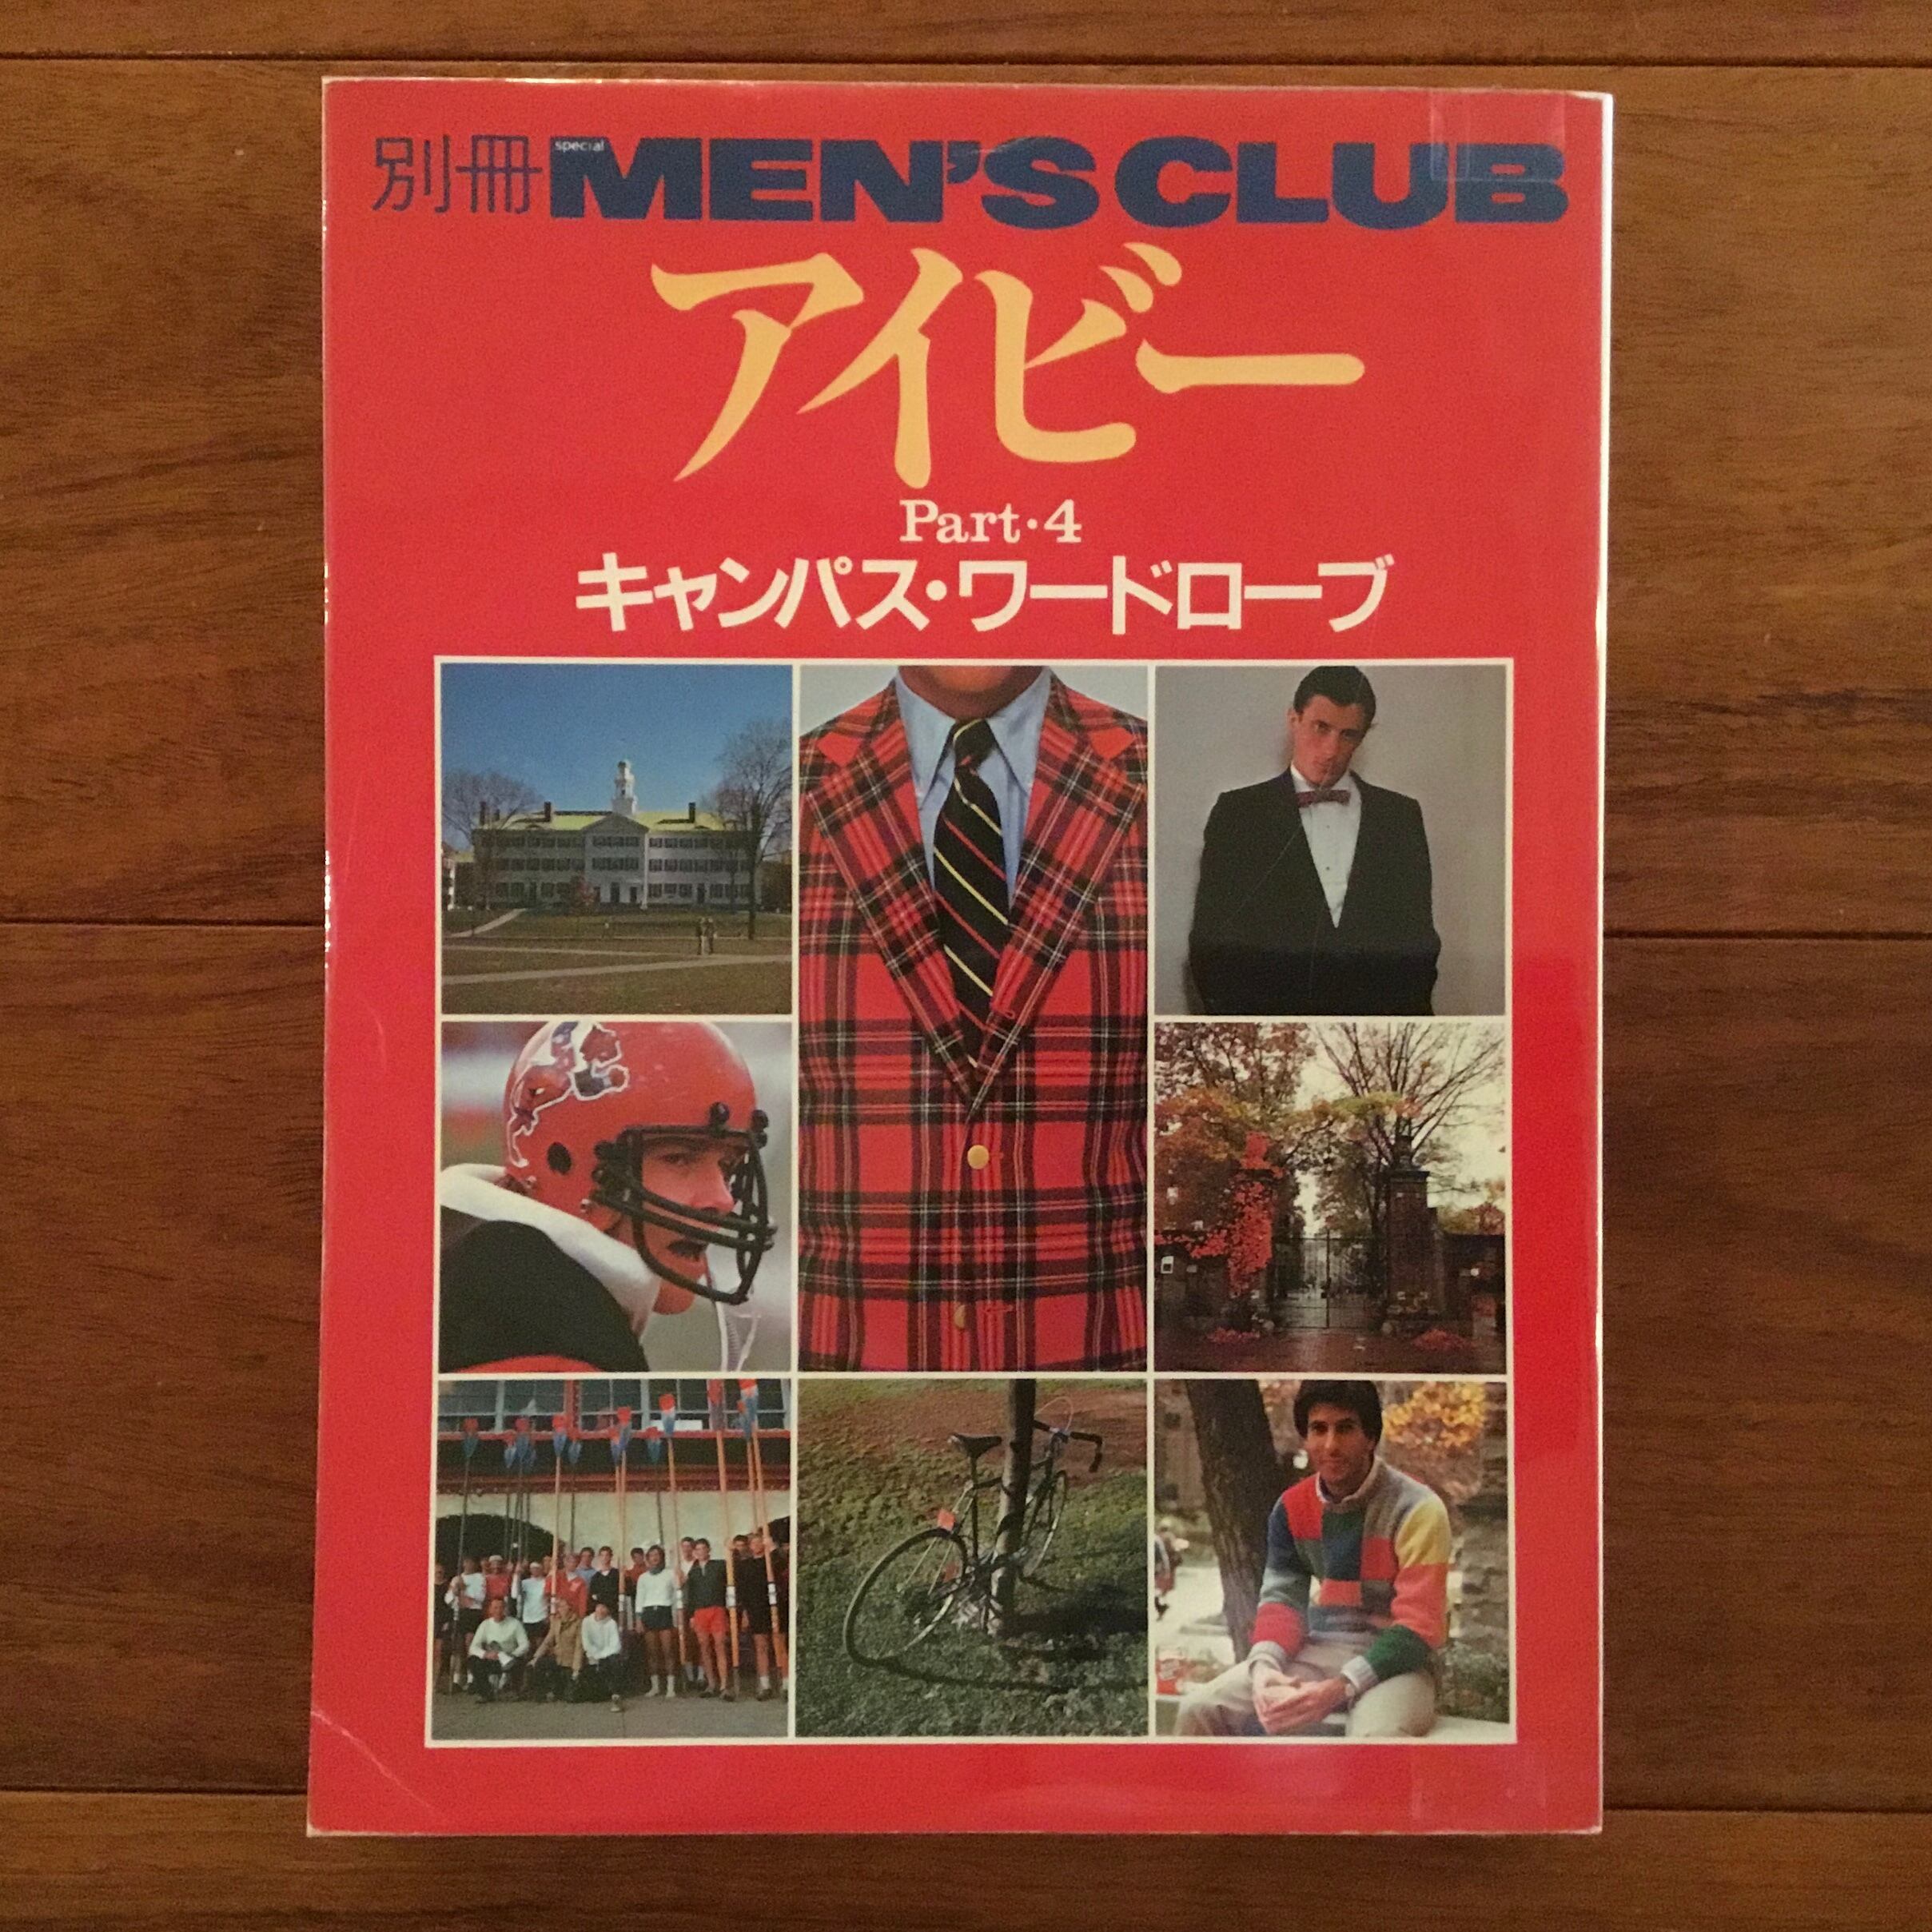 別冊 special MEN'S CLUB
アイビー
Part・4
キャンパス・ワードローブ